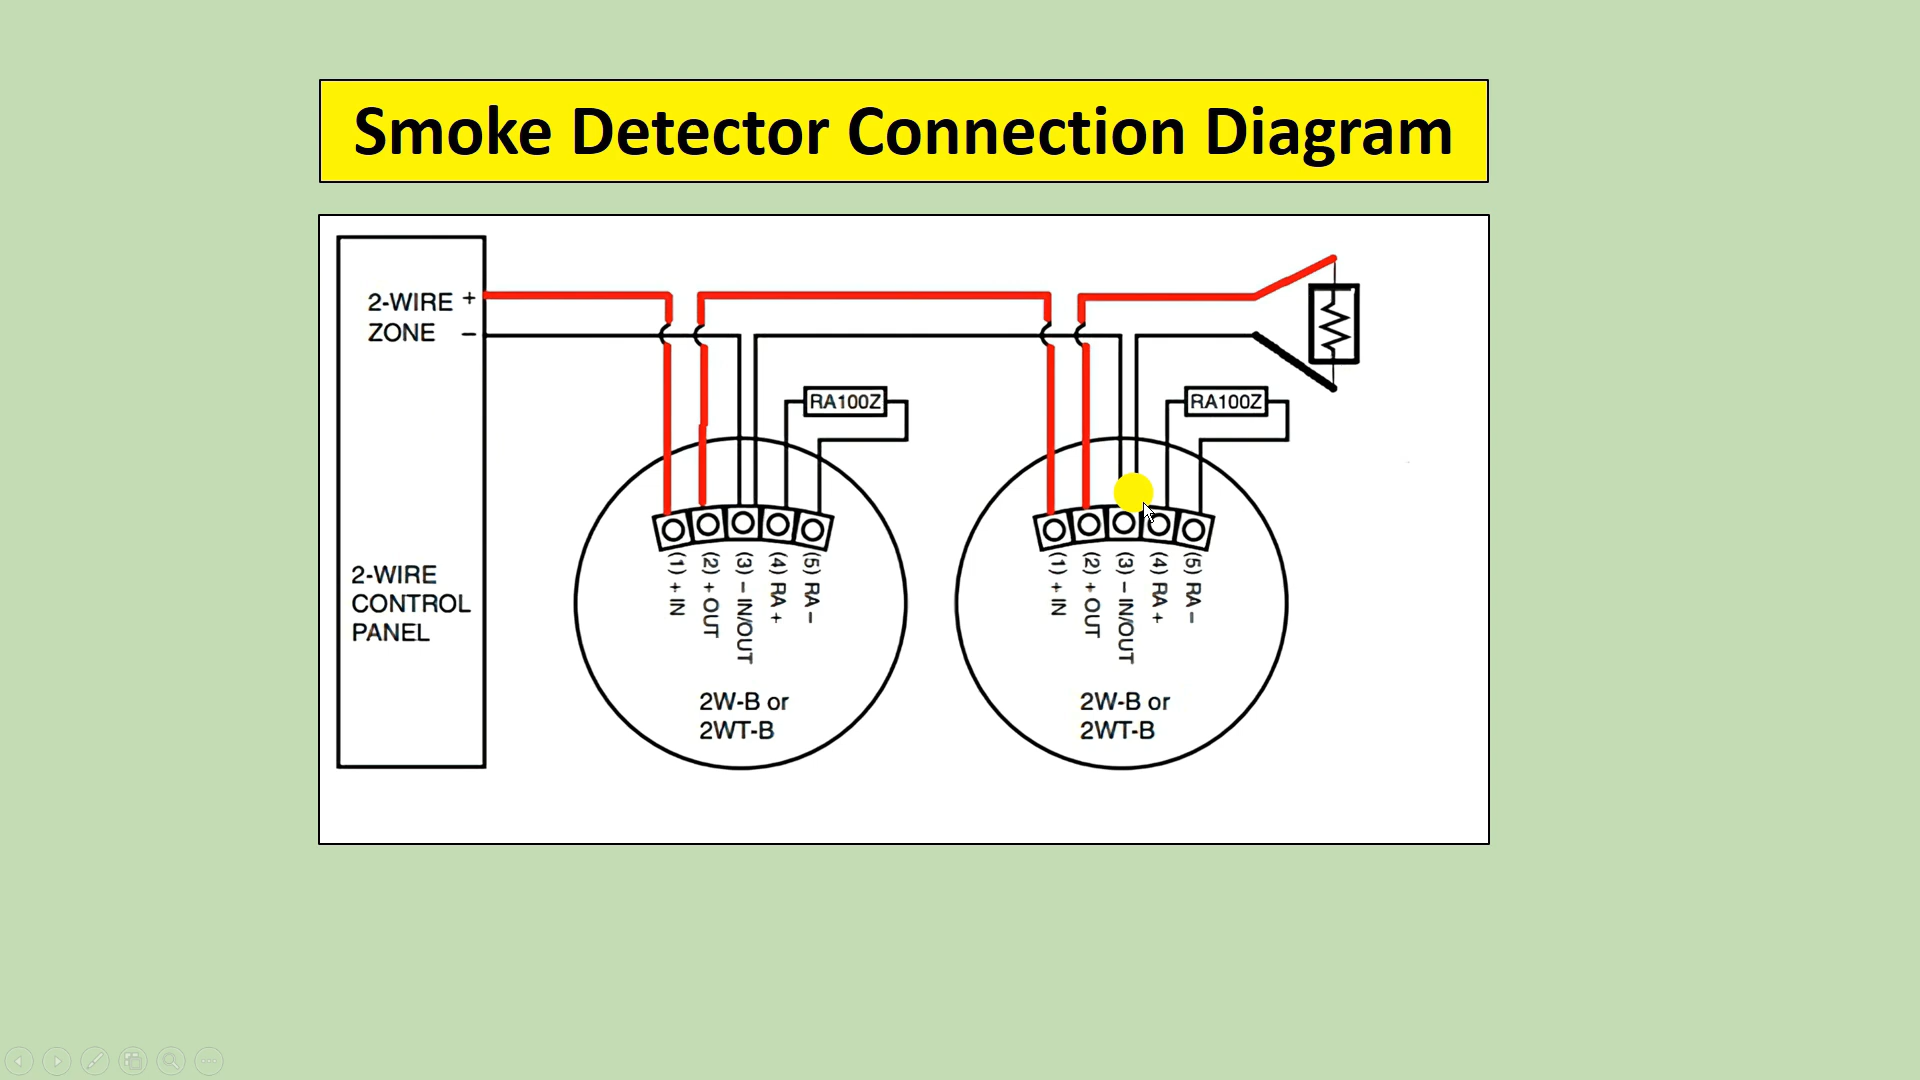 Smoke Detector Connection Diagram
2-WIRE +
ZONE –
RA100Z
RA100Z
(1) + IN
(2) + OUT
(3) – IN/OUT
(4) RA +
(5) RA –
(1) + IN
(2) + OUT
(3) – IN/OUT
(4) RA +
(5) RA –
2-WIRE
CONTROL
PANEL
2W-B or
2WT-B
2W-B or
2WT-B